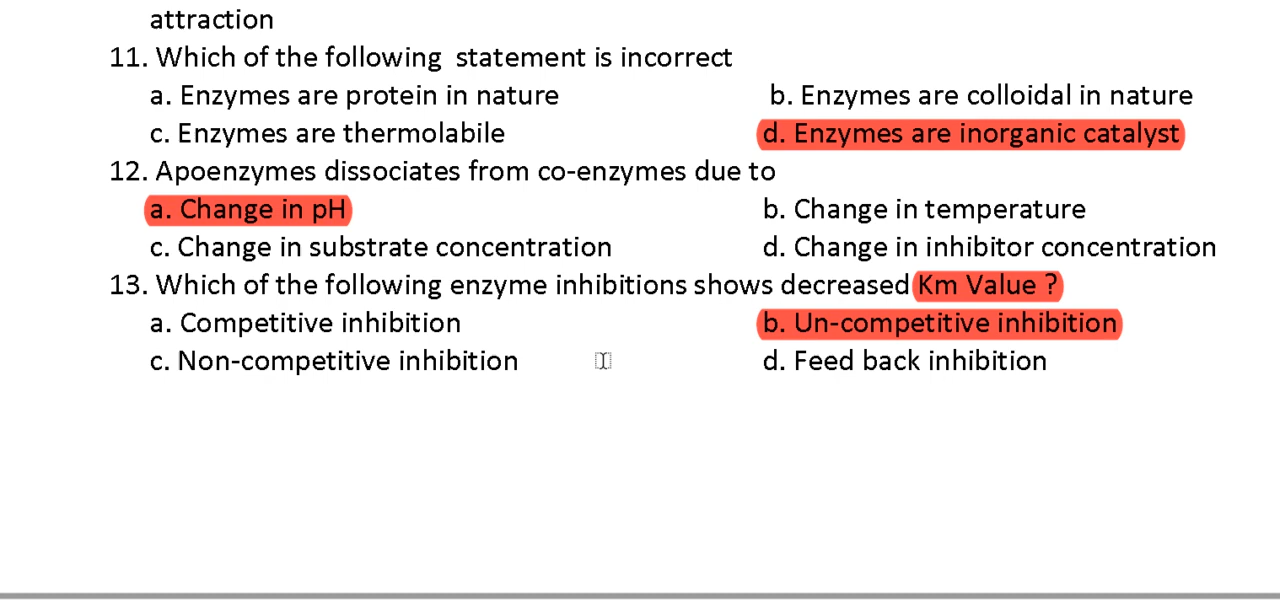 attraction
11. Which of the following statement is incorrect
a. Enzymes are protein in nature b. Enzymes are colloidal in nature
c. Enzymes are thermolabile d. Enzymes are inorganic catalyst
12. Apoenzymes dissociates from co-enzymes due to
a. Change in pH b. Change in temperature
c. Change in substrate concentration d. Change in inhibitor concentration
13. Which of the following enzyme inhibitions shows decreased Km Value ?
a. Competitive inhibition b. Un-competitive inhibition
c. Non-competitive inhibition d. Feed back inhibition